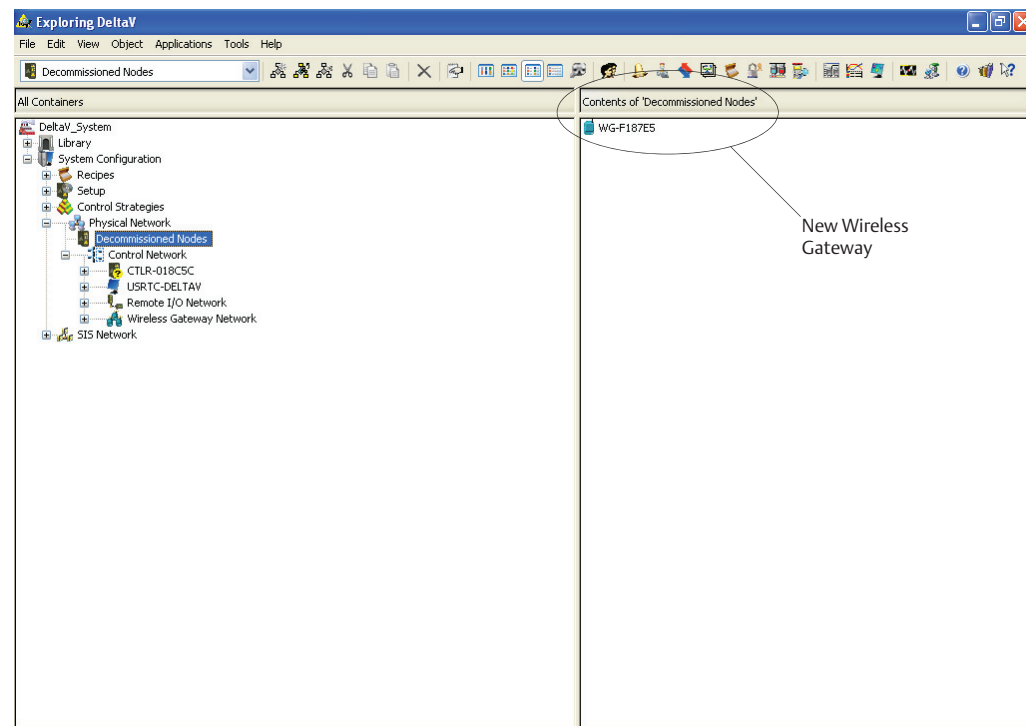 Exploring DeltaV
File Edit View Object Applications Tools Help
Decommissioned Nodes
All Containers
Contents of 'Decommissioned Nodes'
DeltaV_System
Library
System Configuration
Recipes
Setup
Control Strategies
Physical Network
Decommissioned Nodes
Control Network
CTLR-018C5C
USRTC-DELTAV
Remote I/O Network
Wireless Gateway Network
SIS Network
WG-F187E5
New Wireless
Gateway